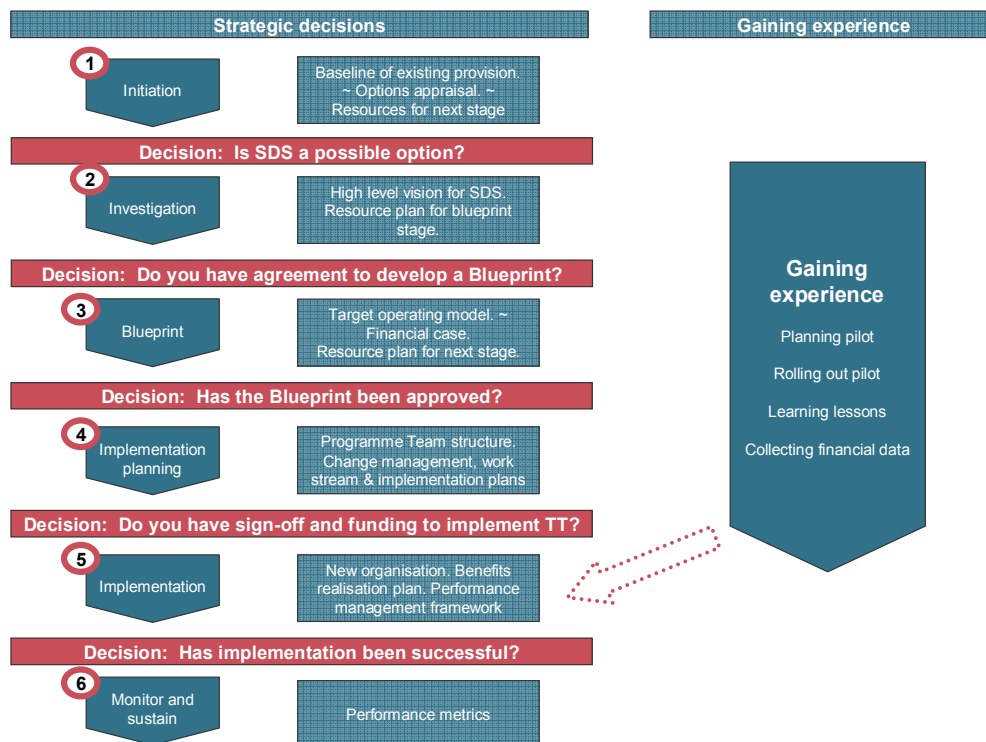 Strategic decisions
1
Initiation
Baseline of existing provision.
~ Options appraisal. ~
Resources for next stage
Decision: Is SDS a possible option?
2
Investigation
High level vision for SDS.
Resource plan for blueprint
stage.
Decision: Do you have agreement to develop a Blueprint?
3
Blueprint
Target operating model. ~
Financial case.
Resource plan for next stage.
Decision: Has the Blueprint been approved?
4
Implementation
planning
Programme Team structure.
Change management, work
stream & implementation plans
Decision: Do you have sign-off and funding to implement TT?
5
Implementation
New organisation. Benefits
realisation plan. Performance
management framework
Decision: Has implementation been successful?
6
Monitor and
sustain
Performance metrics
Gaining experience
Gaining
experience
Planning pilot
Rolling out pilot
Learning lessons
Collecting financial data